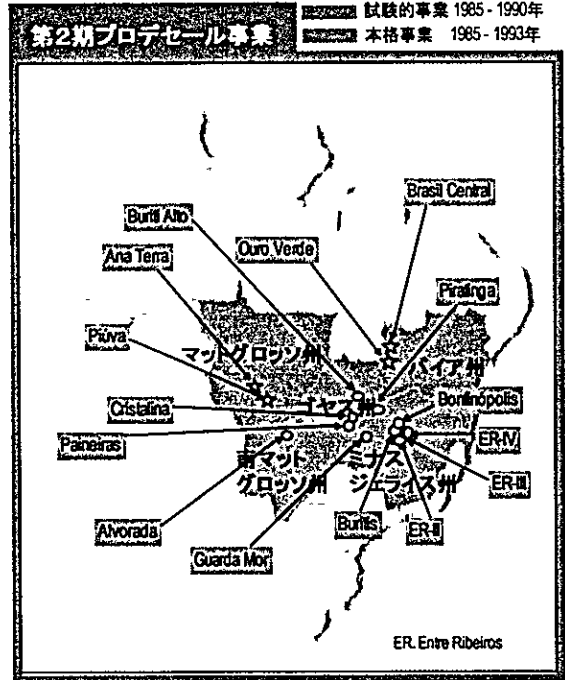 第2期プロデセール事業
試験的事業 1985 - 1990年
本格事業 1985 - 1993年
Brasil Central
Buriti Alto
Ouro Verde
Ana Terra
Piratinga
マットグロッソ州
バイア州
Piúva
Bonfinópolis
Cristalina
ゴヤス州
ER-IV
Paineiras
南マット
グロッソ州
ミナス
ジェライス州
ER-III
Alvorada
Buritis
ER-II
Guarda Mor
ER. Entre Ribeiros